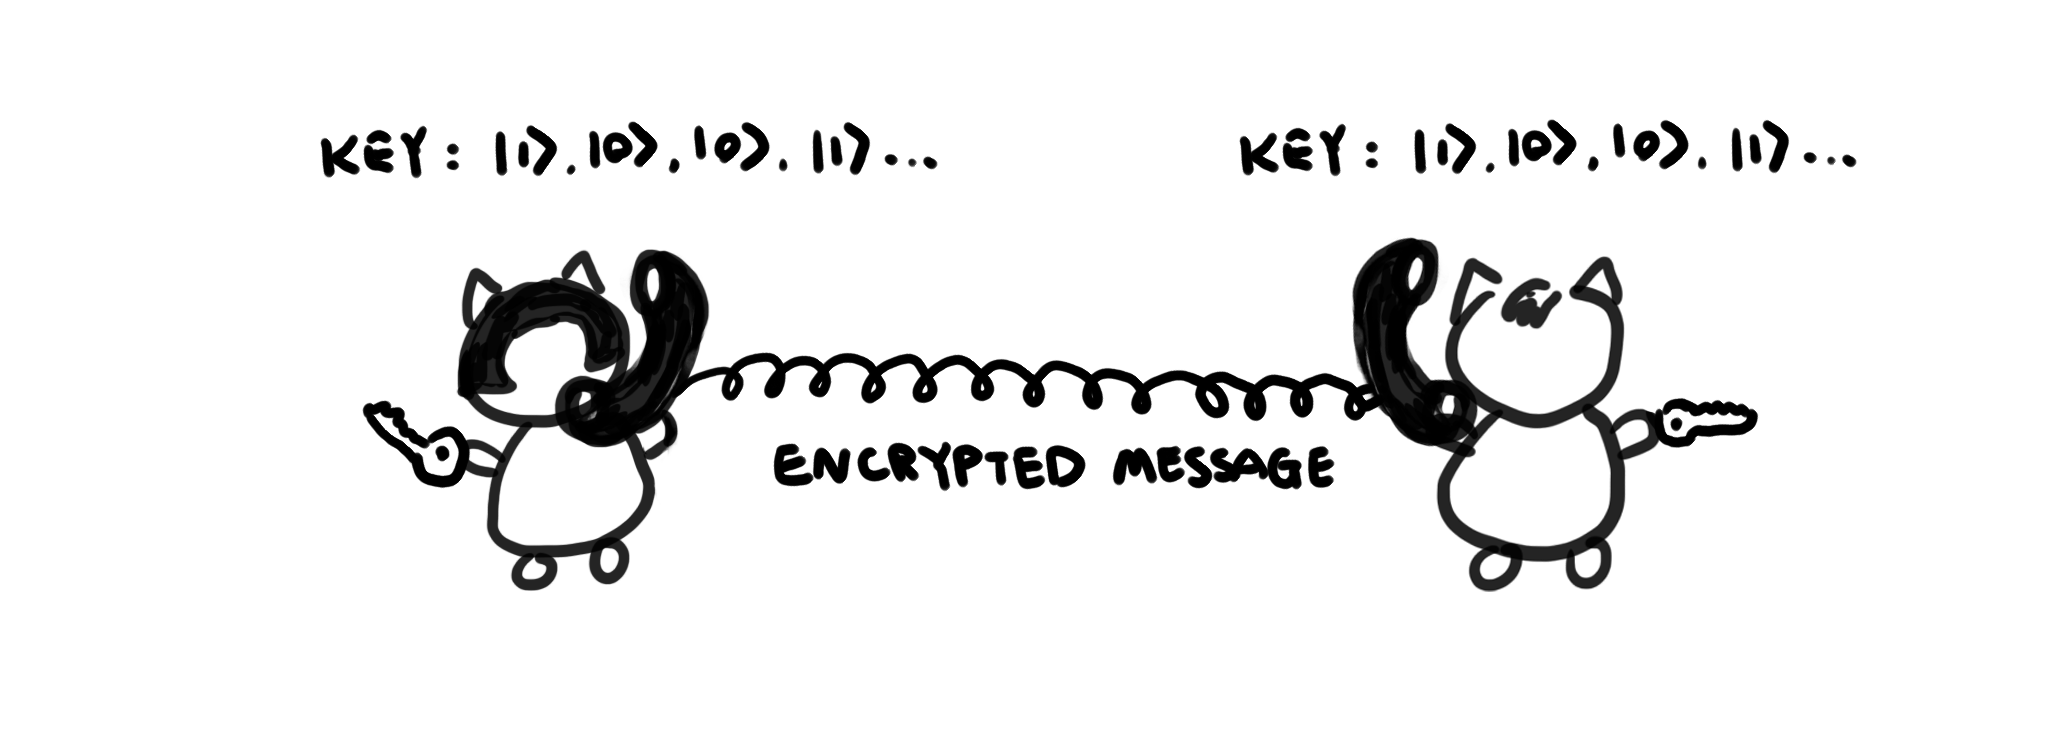 KEY: |1>, |0>, |0>, |1>...
KEY: |1>, |0>, |0>, |1>...
ENCRYPTED MESSAGE